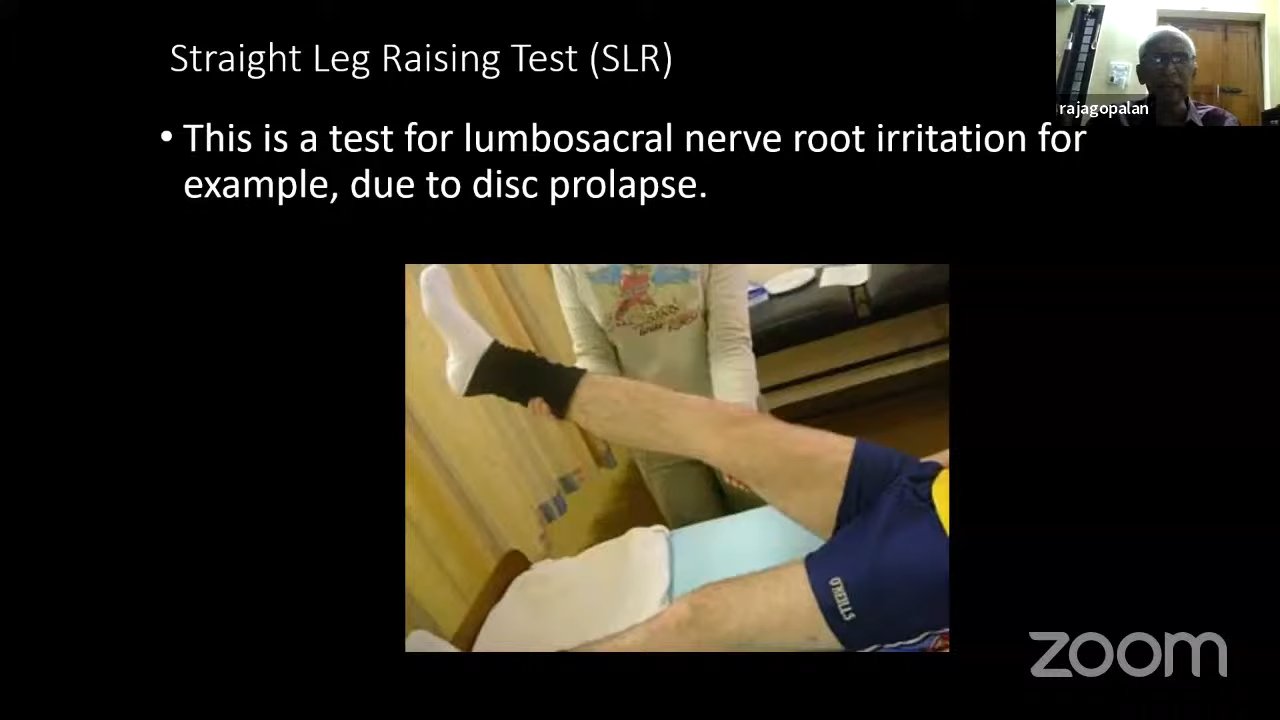 Straight Leg Raising Test (SLR)
rajagopalan
• This is a test for lumbosacral nerve root irritation for
example, due to disc prolapse.
O'NEILLS
zoom